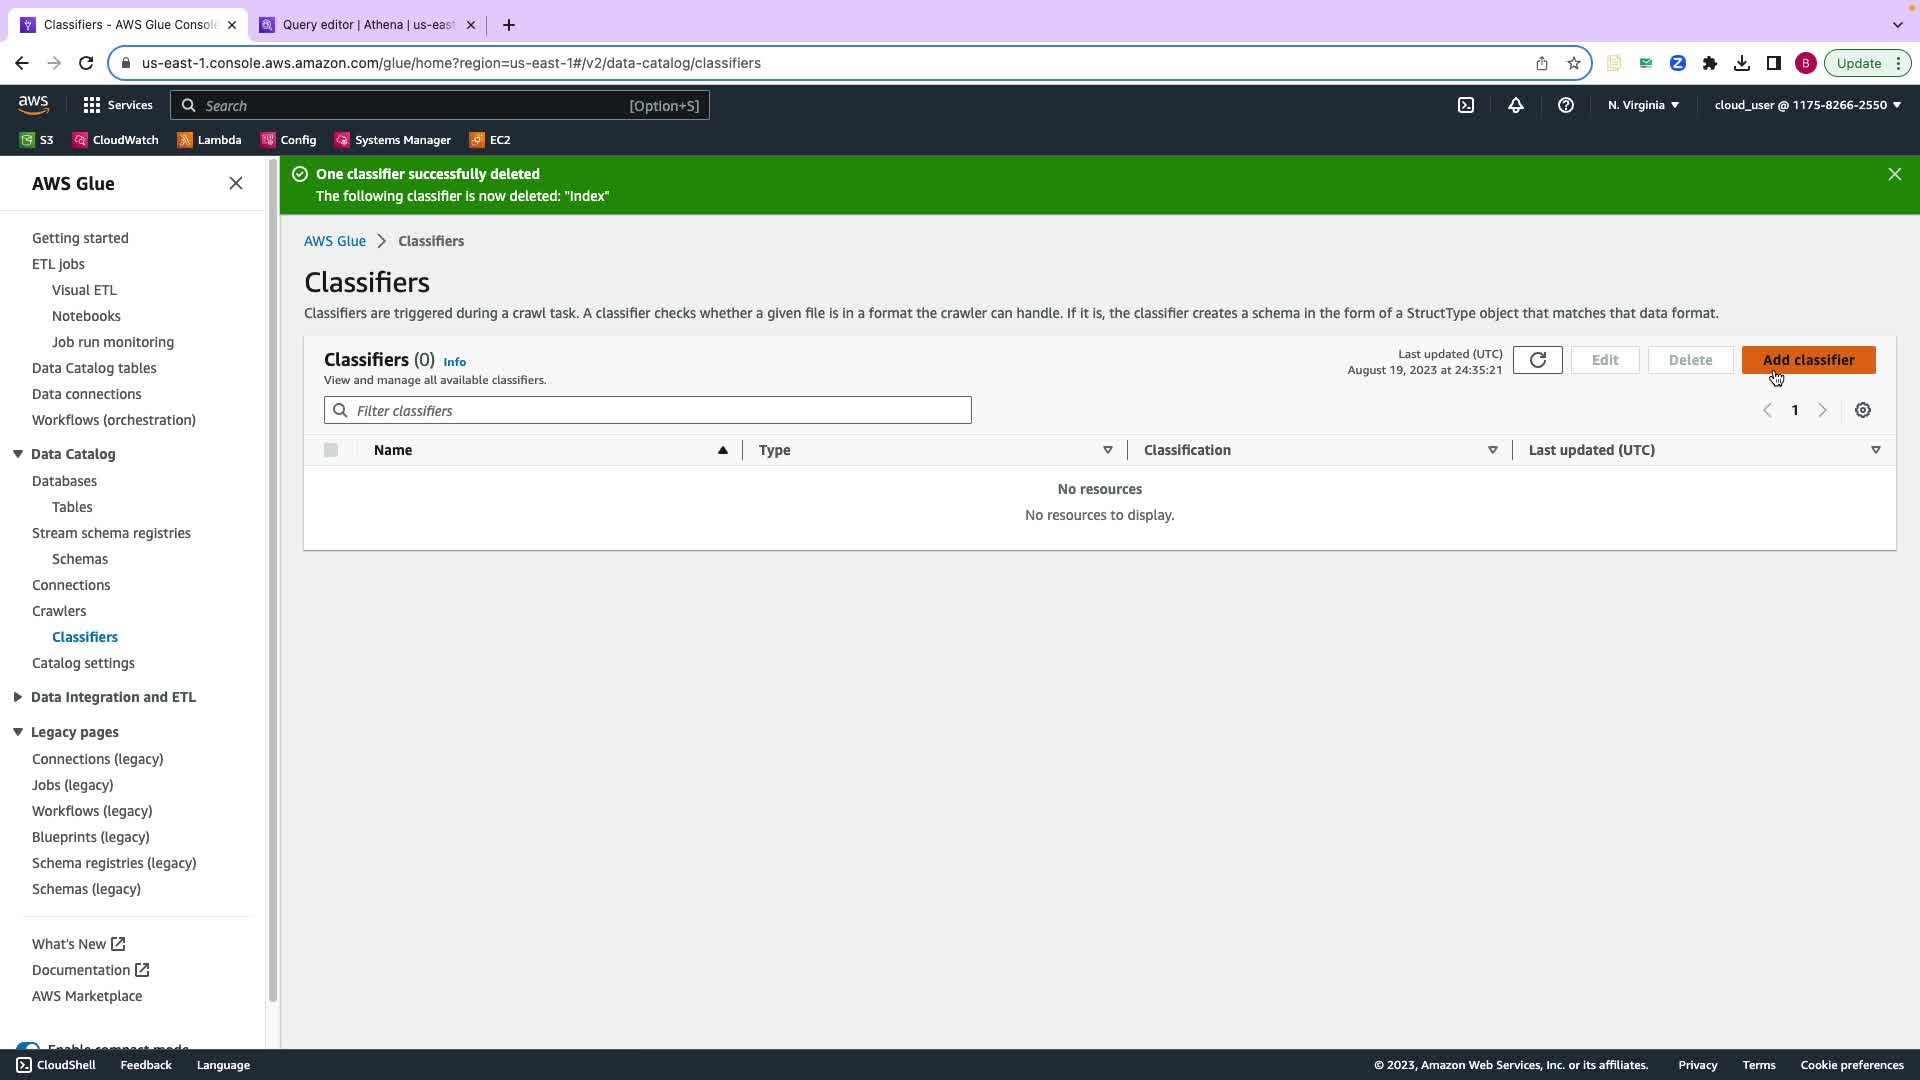 Classifiers - AWS Glue Console
Query editor | Athena | us-east
us-east-1.console.aws.amazon.com/glue/home?region=us-east-1#/v2/data-catalog/classifiers
B
Update
aws
Services
Search
[Option+S]
N. Virginia
cloud_user @ 1175-8266-2550
S3
CloudWatch
Lambda
Config
Systems Manager
EC2
AWS Glue
Getting started
ETL jobs
Visual ETL
Notebooks
Job run monitoring
Data Catalog tables
Data connections
Workflows (orchestration)
Data Catalog
Databases
Tables
Stream schema registries
Schemas
Connections
Crawlers
Classifiers
Catalog settings
Data Integration and ETL
Legacy pages
Connections (legacy)
Jobs (legacy)
Workflows (legacy)
Blueprints (legacy)
Schema registries (legacy)
Schemas (legacy)
What's New
Documentation
AWS Marketplace
Enable compact mode
One classifier successfully deleted
The following classifier is now deleted: "Index"
AWS Glue > Classifiers
Classifiers
Classifiers are triggered during a crawl task. A classifier checks whether a given file is in a format the crawler can handle. If it is, the classifier creates a schema in the form of a StructType object that matches that data format.
Classifiers (0) Info
View and manage all available classifiers.
Last updated (UTC)
August 19, 2023 at 24:35:21
Edit
Delete
Add classifier
Filter classifiers
1
Name
Type
Classification
Last updated (UTC)
No resources
No resources to display.
CloudShell
Feedback
Language
© 2023, Amazon Web Services, Inc. or its affiliates.
Privacy
Terms
Cookie preferences